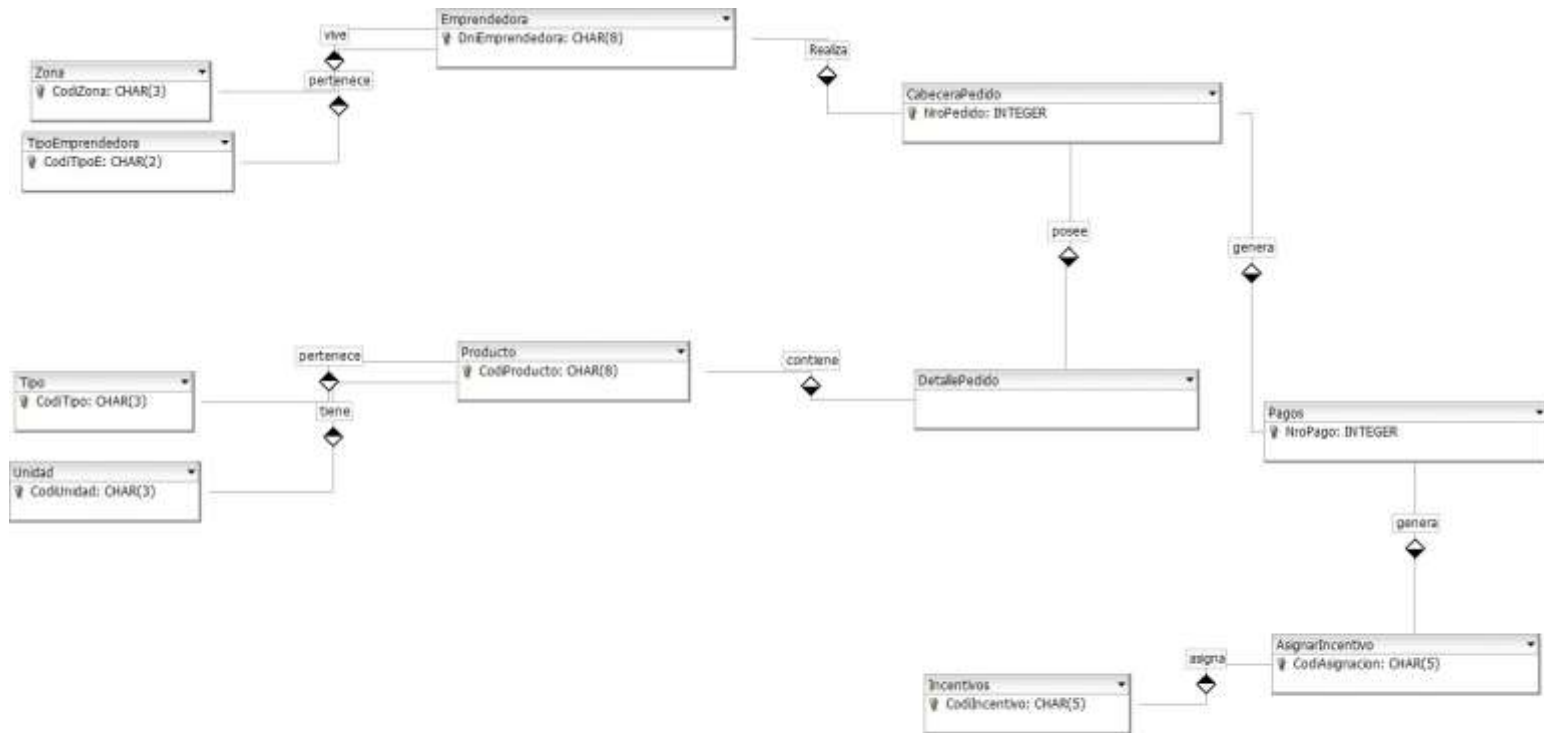 Emprendedora
DniEmprendedora: CHAR(8)
vive
Realiza
Zona
CodiZona: CHAR(3)
pertenece
CabeceraPedido
NroPedido: INTEGER
TipoEmprendedora
CodiTipoE: CHAR(2)
posee
genera
pertenece
Producto
CodiProducto: CHAR(8)
contiene
Tipo
CodiTipo: CHAR(3)
DetallePedido
tiene
Pagos
NroPago: INTEGER
Unidad
CodiUnidad: CHAR(3)
genera
AsignarIncentivo
CodiAsignacion: CHAR(5)
asigna
Incentivos
CodiIncentivo: CHAR(5)